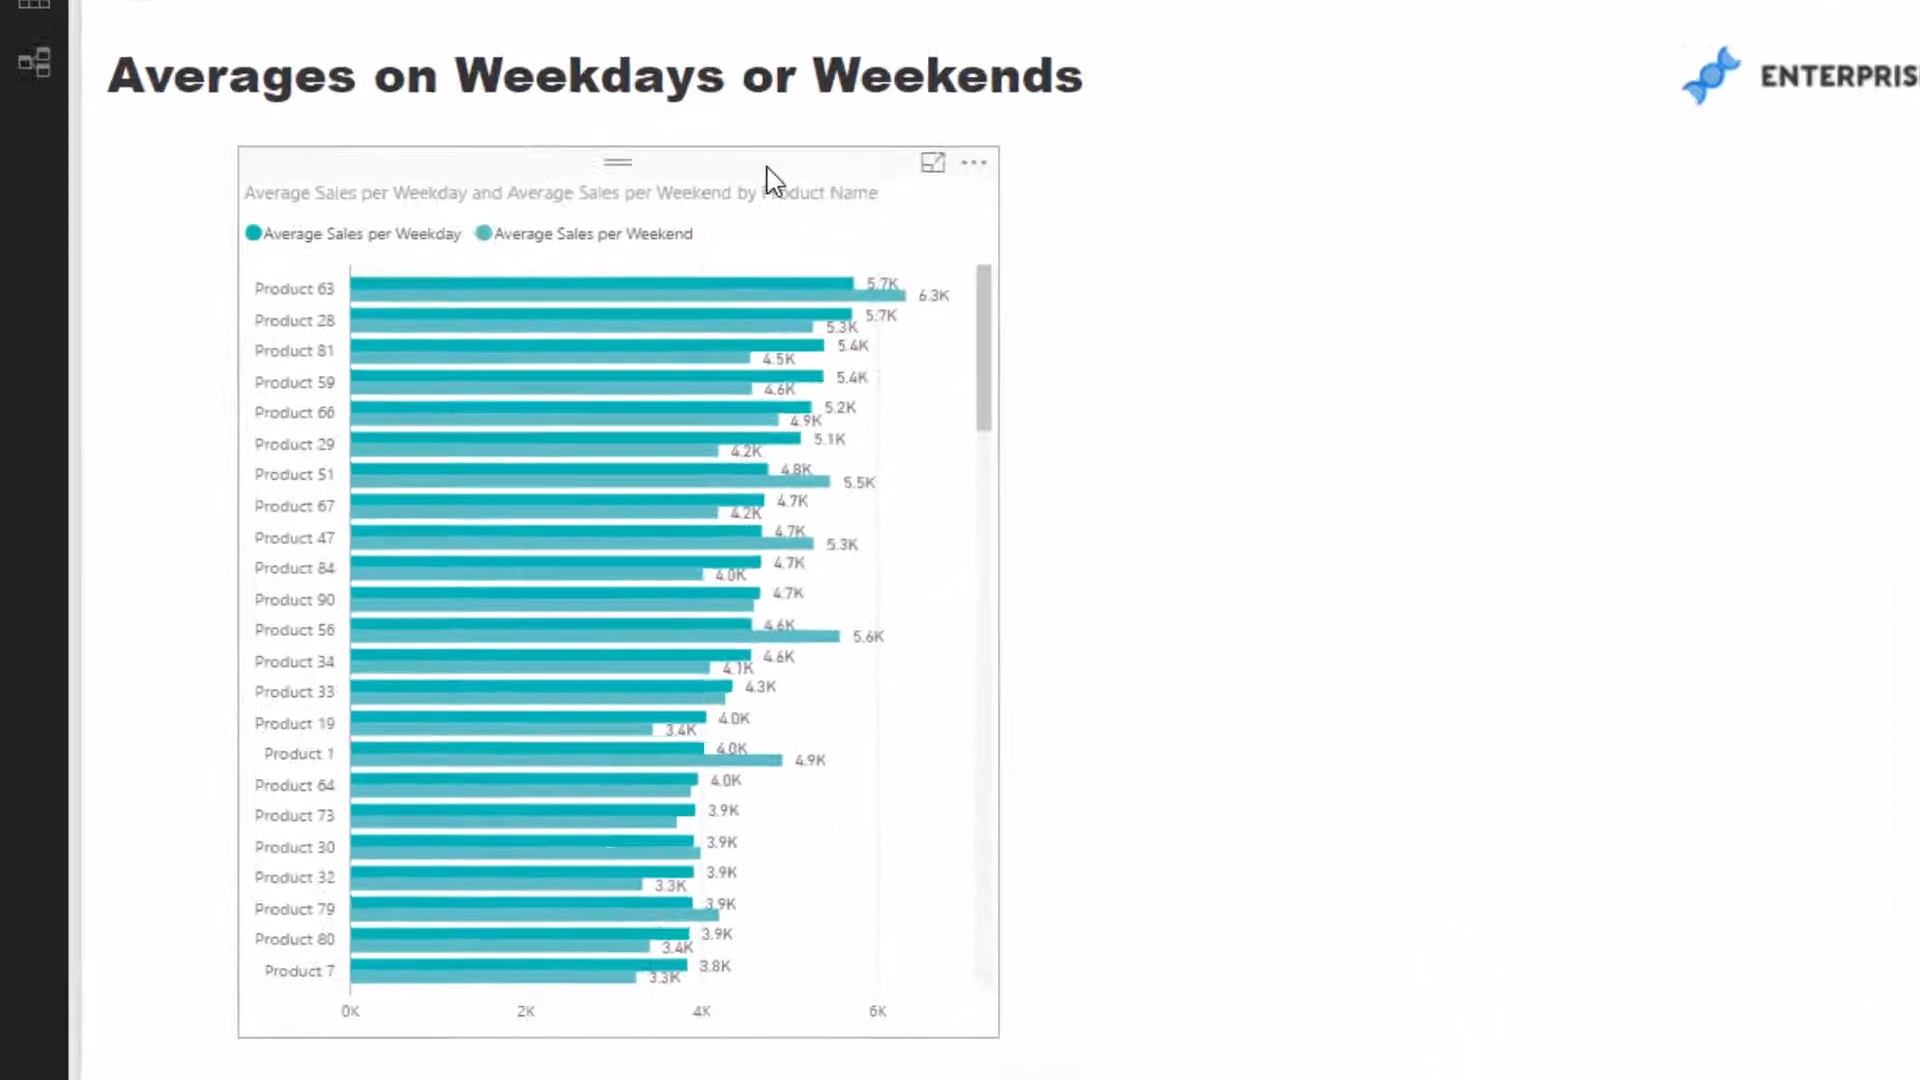 Averages on Weekdays or Weekends
ENTERPRIS
Average Sales per Weekday and Average Sales per Weekend by Product Name
Average Sales per Weekday Average Sales per Weekend
Product 63 5.7K
6.3K
Product 28 5.7K
5.3K
Product 81 5.4K
4.5K
Product 59 5.4K
4.6K
Product 66 5.2K
4.9K
Product 29 5.1K
4.2K
Product 51 4.8K
5.5K
Product 67 4.7K
4.2K
Product 47 4.7K
5.3K
Product 84 4.7K
4.0K
Product 90 4.7K
Product 56 4.6K
5.6K
Product 34 4.6K
4.1K
Product 33 4.3K
Product 19 4.0K
3.4K
Product 1 4.0K
4.9K
Product 64 4.0K
Product 73 3.9K
Product 30 3.9K
Product 32 3.9K
3.3K
Product 79 3.9K
Product 80 3.9K
3.4K
Product 7 3.8K
3.3K
0K 2K 4K 6K